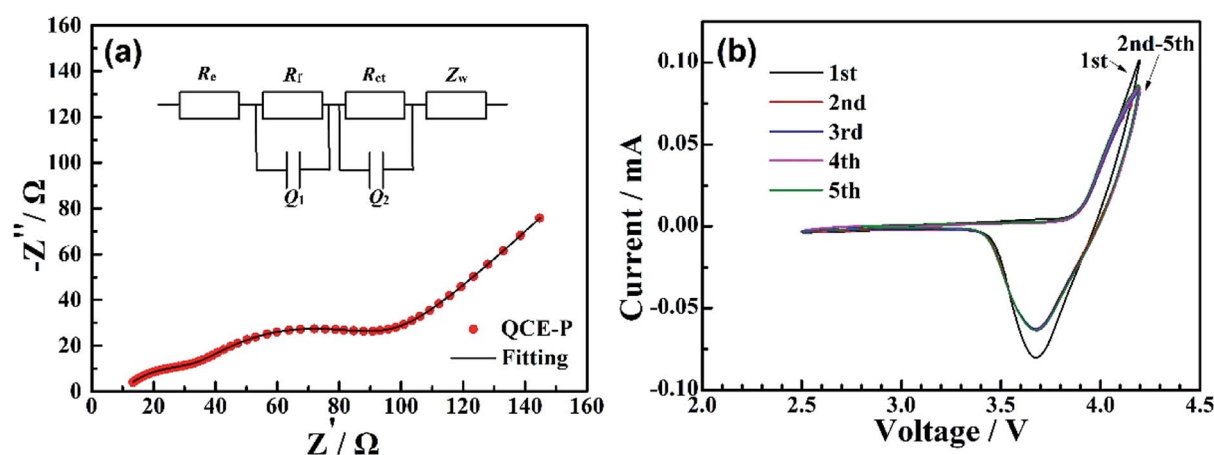 (a)
160
140
120
100
80
60
40
20
0
-Z''/ Ω
Re Rf Rct Zw
Q1 Q2
QCE-P
Fitting
0 20 40 60 80 100 120 140 160
Z'/ Ω
(b)
0.10
0.05
0.00
-0.05
-0.10
Current / mA
1st
2nd
3rd
4th
5th
2nd-5th
1st
2.0 2.5 3.0 3.5 4.0 4.5
Voltage / V